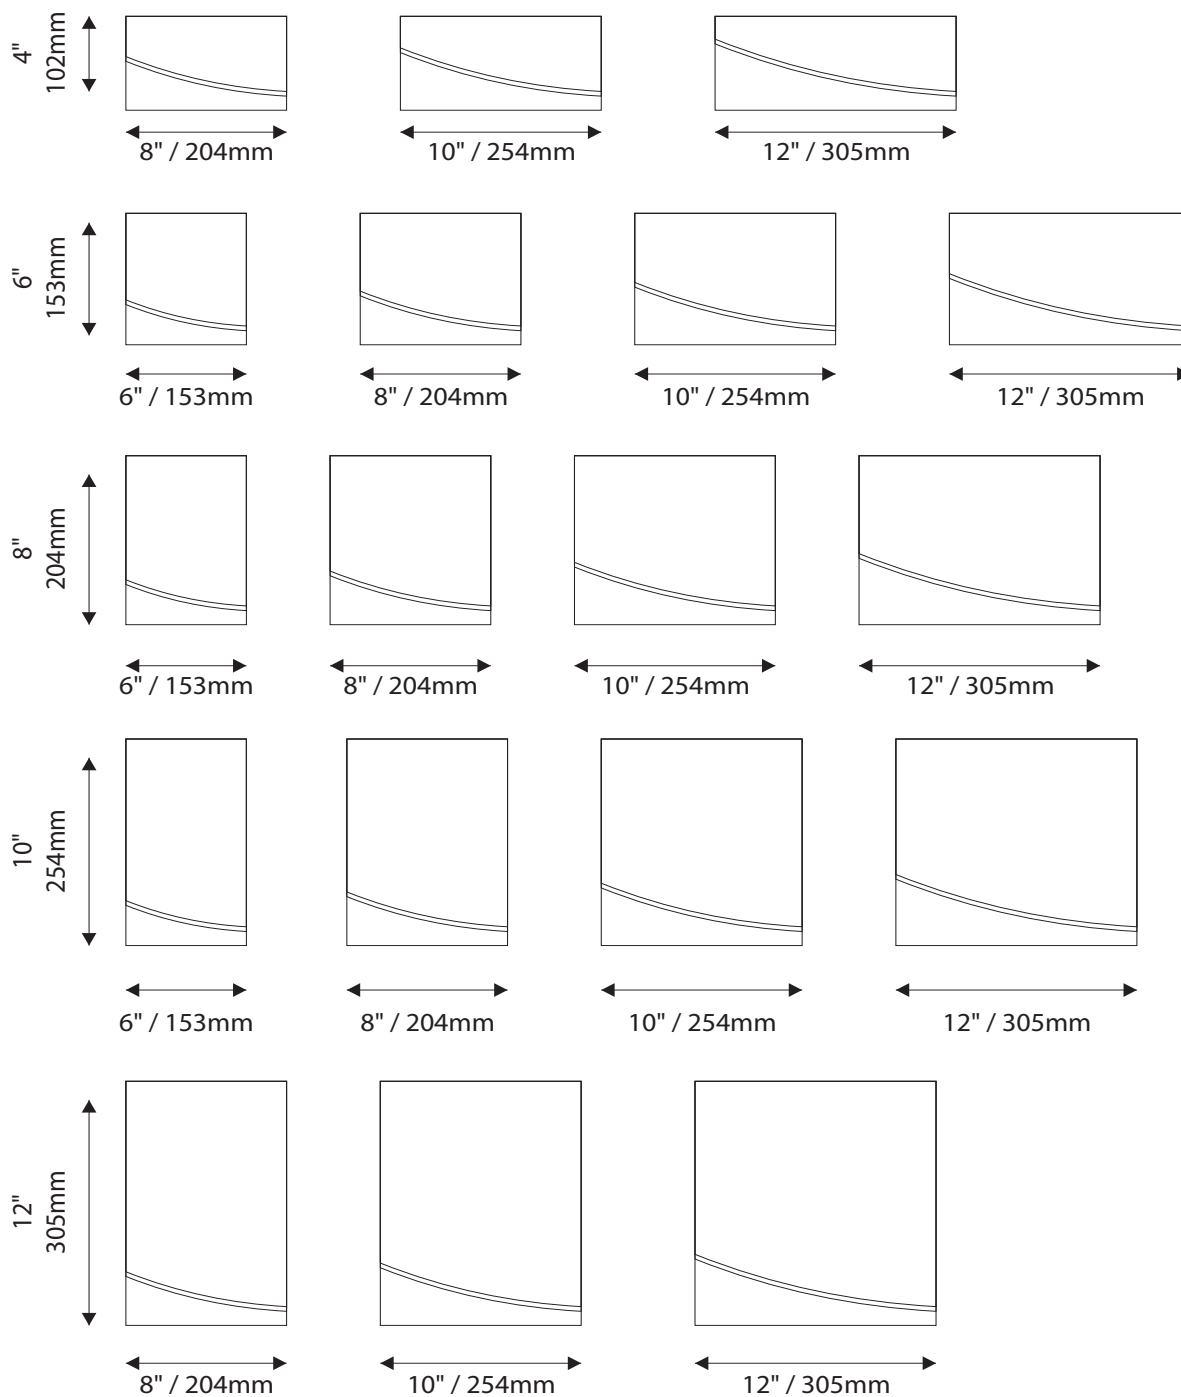 4"
102mm
8" / 204mm
10" / 254mm
12" / 305mm
6"
153mm
6" / 153mm
8" / 204mm
10" / 254mm
12" / 305mm
8"
204mm
6" / 153mm
8" / 204mm
10" / 254mm
12" / 305mm
10"
254mm
6" / 153mm
8" / 204mm
10" / 254mm
12" / 305mm
12"
305mm
8" / 204mm
10" / 254mm
12" / 305mm